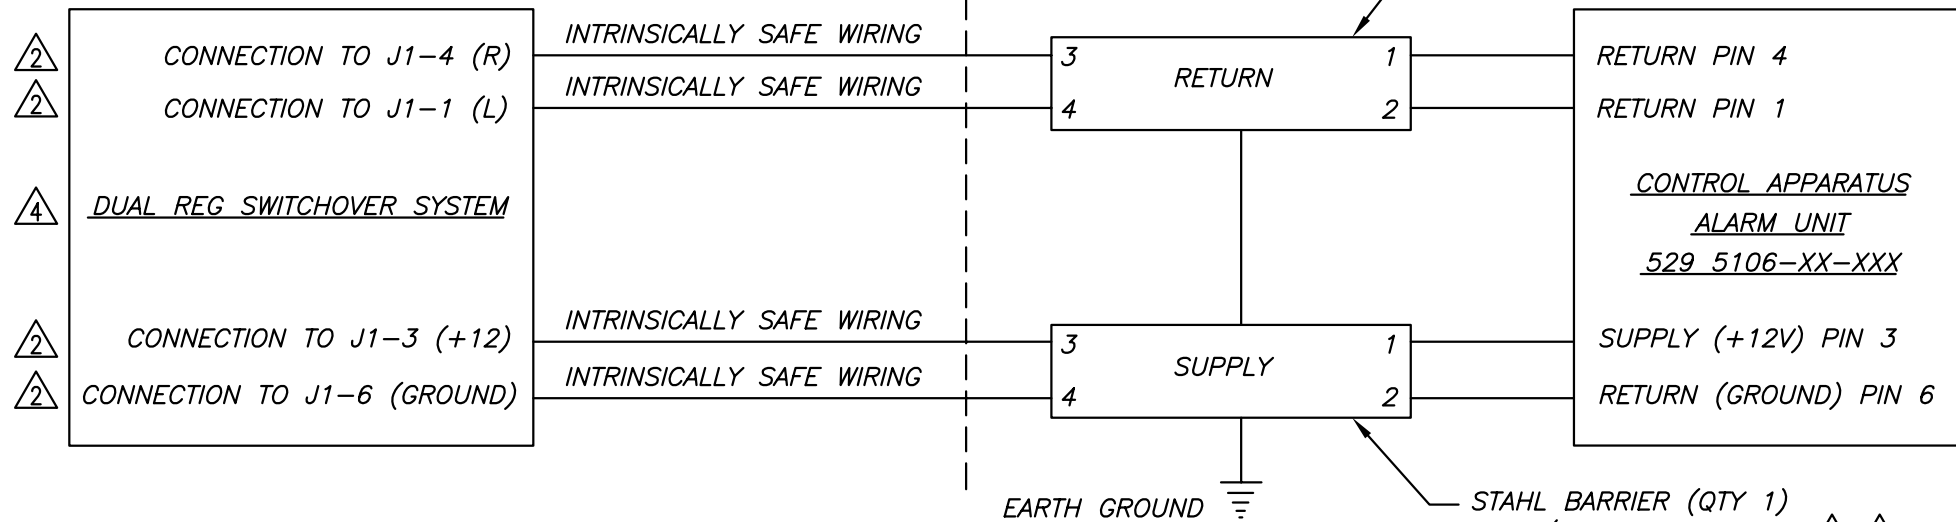 2 CONNECTION TO J1-4 (R) INTRINSICALLY SAFE WIRING 3 RETURN 1 RETURN PIN 4
2 CONNECTION TO J1-1 (L) INTRINSICALLY SAFE WIRING 4 2 RETURN PIN 1
4 DUAL REG SWITCHOVER SYSTEM
CONTROL APPARATUS
ALARM UNIT
529 5106-XX-XXX
2 CONNECTION TO J1-3 (+12) INTRINSICALLY SAFE WIRING 3 SUPPLY 1 SUPPLY (+12V) PIN 3
2 CONNECTION TO J1-6 (GROUND) INTRINSICALLY SAFE WIRING 4 2 RETURN (GROUND) PIN 6
EARTH GROUND
STAHL BARRIER (QTY 1)